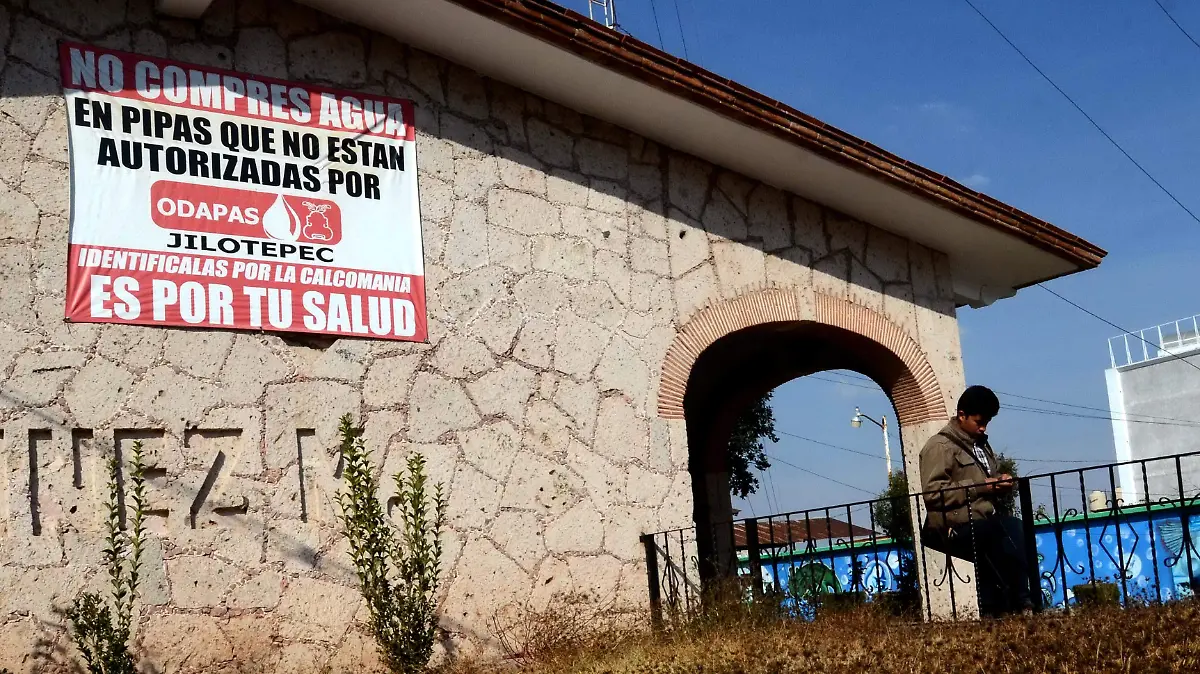 NO COMPRES AGUA
EN PIPAS QUE NO ESTAN
AUTORIZADAS POR
ODAPAS
JILOTEPEC
IDENTIFICALAS POR LA CALCOMANIA
ES POR TU SALUD